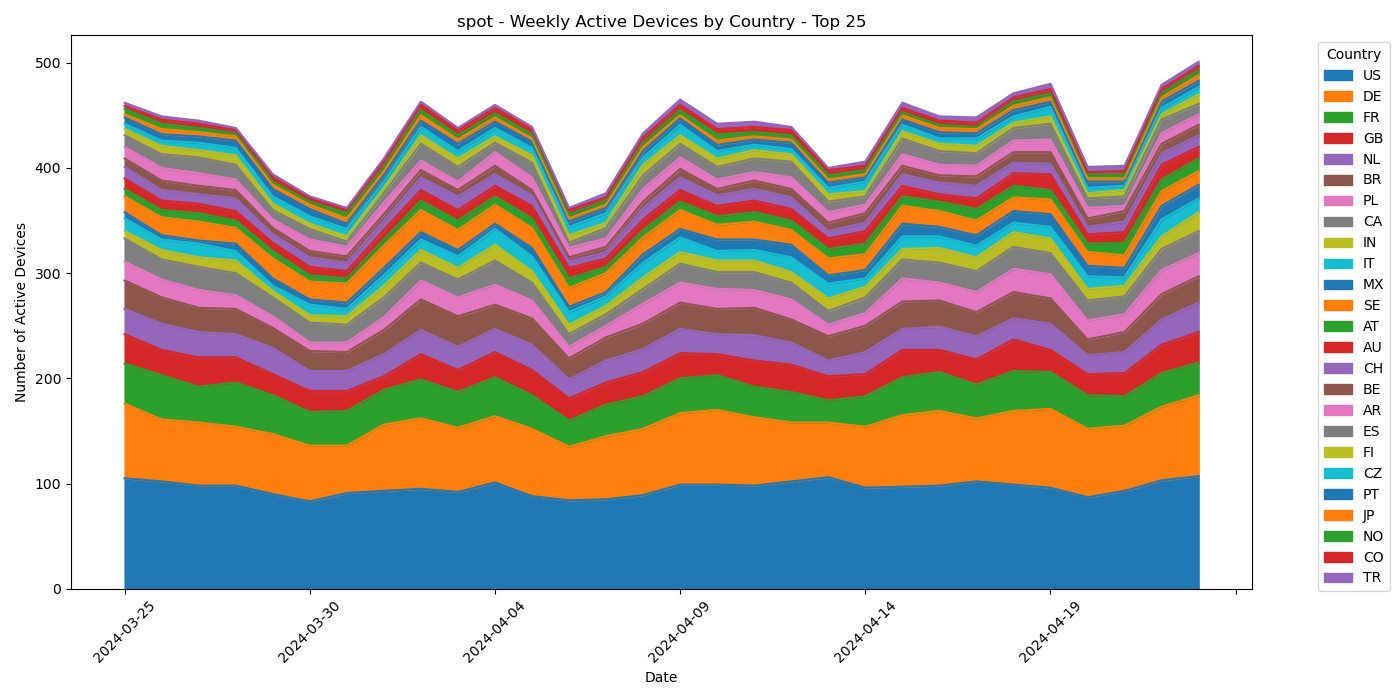 spot - Weekly Active Devices by Country - Top 25
Number of Active Devices
500
400
300
200
100
0
2024-03-25
2024-03-30
2024-04-04
2024-04-09
2024-04-14
2024-04-19
Date
Country
US
DE
FR
GB
NL
BR
PL
CA
IN
IT
MX
SE
AT
AU
CH
BE
AR
ES
FI
CZ
PT
JP
NO
CO
TR